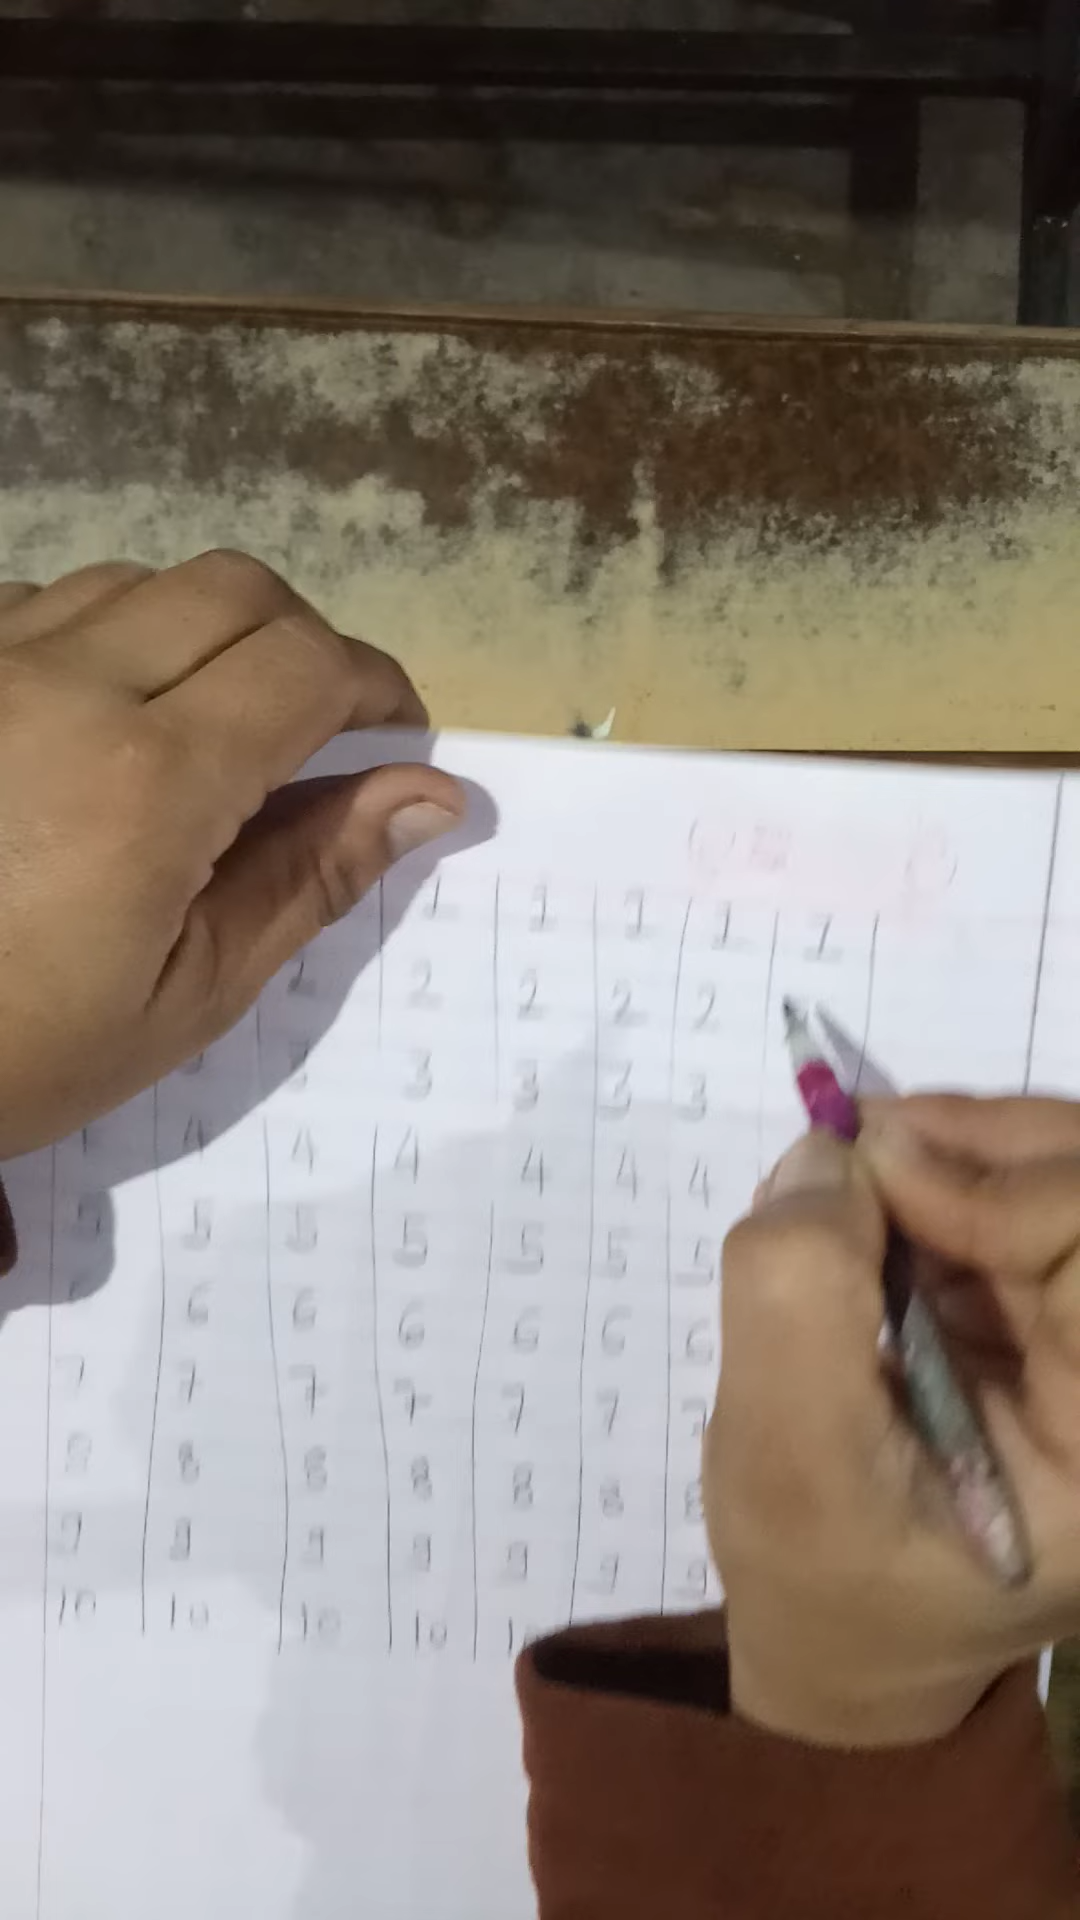 1 1 1 1 1
2 2 2 2 2
3 3 3 3 3
4 4 4 4 4 4
5 5 5 5 5 5 5
6 6 6 6 6 6
7 7 7 7 7 7 7
8 8 8 8 8 8 8
9 9 9 9 9 9 9
10 10 10 10